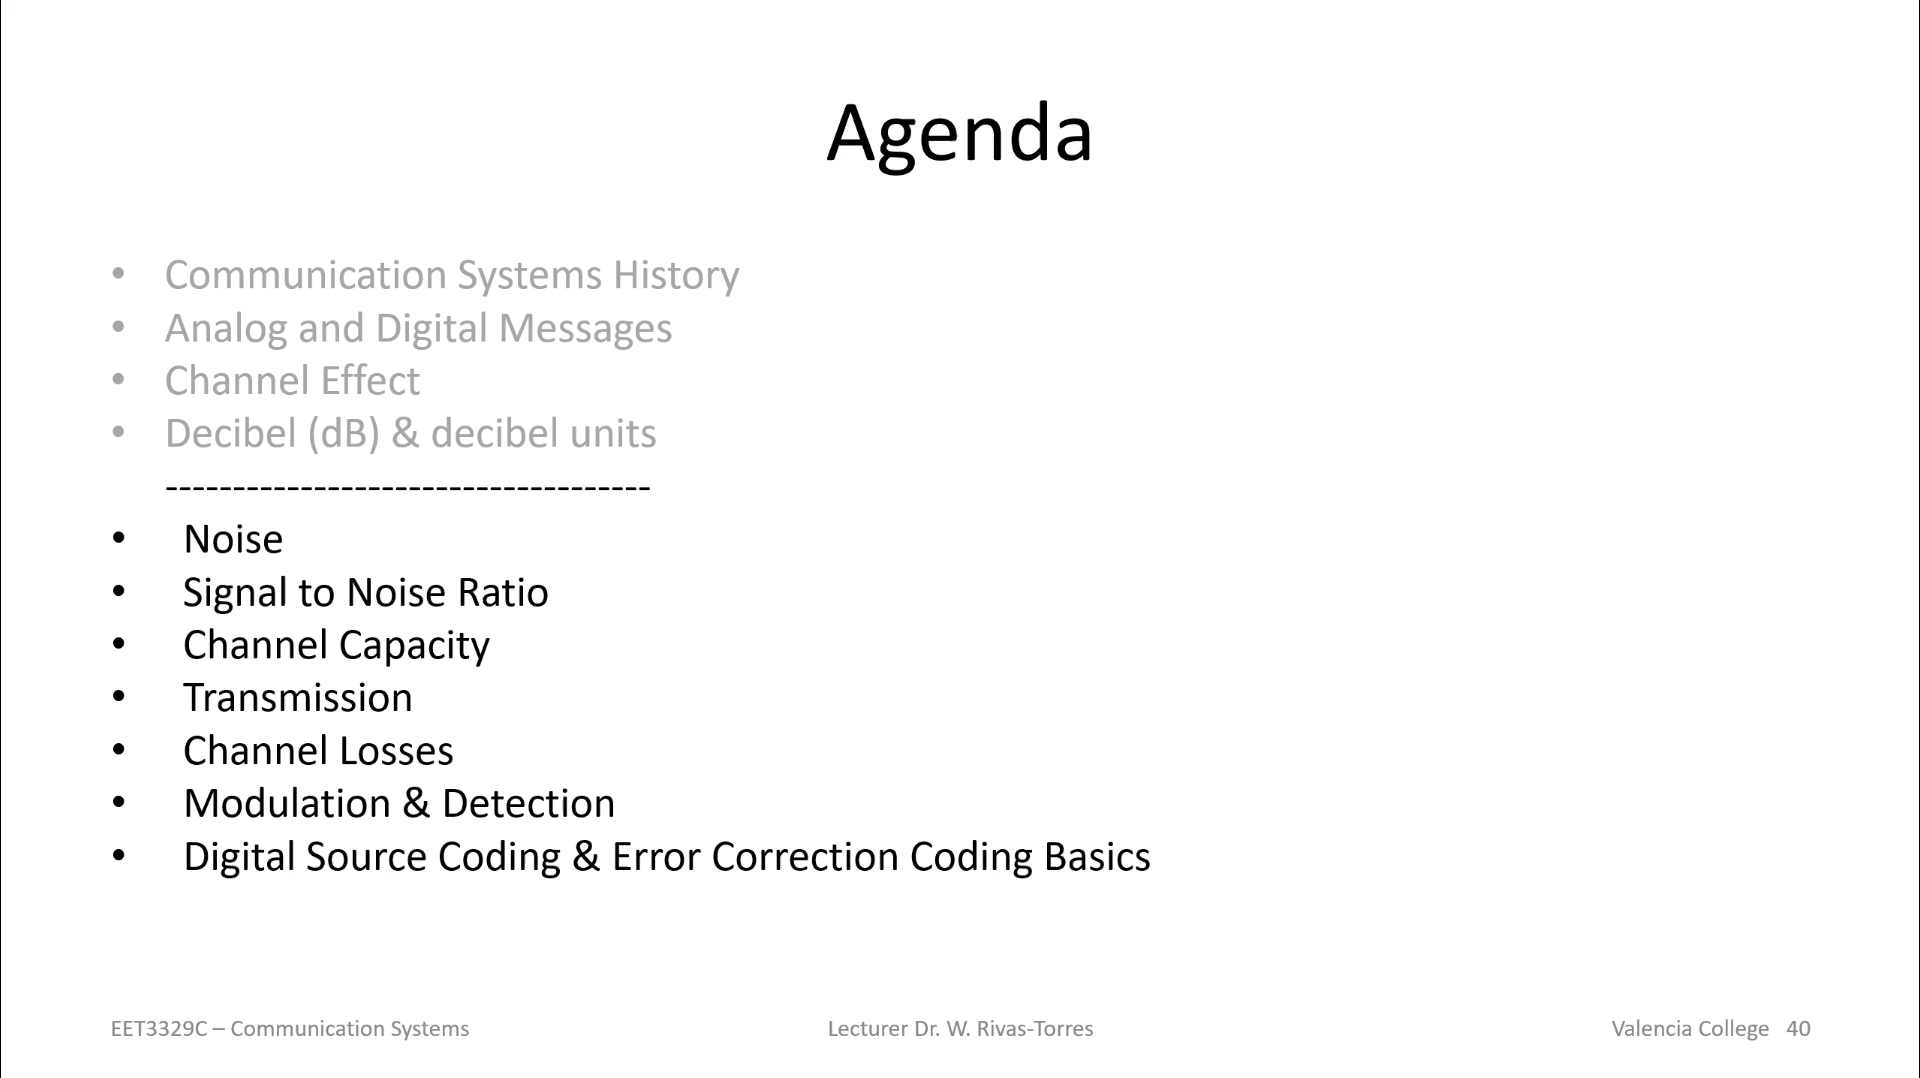 Agenda
• Communication Systems History
• Analog and Digital Messages
• Channel Effect
• Decibel (dB) & decibel units
------------------------------------
• Noise
• Signal to Noise Ratio
• Channel Capacity
• Transmission
• Channel Losses
• Modulation & Detection
• Digital Source Coding & Error Correction Coding Basics
EET3329C – Communication Systems
Lecturer Dr. W. Rivas-Torres
Valencia College 40